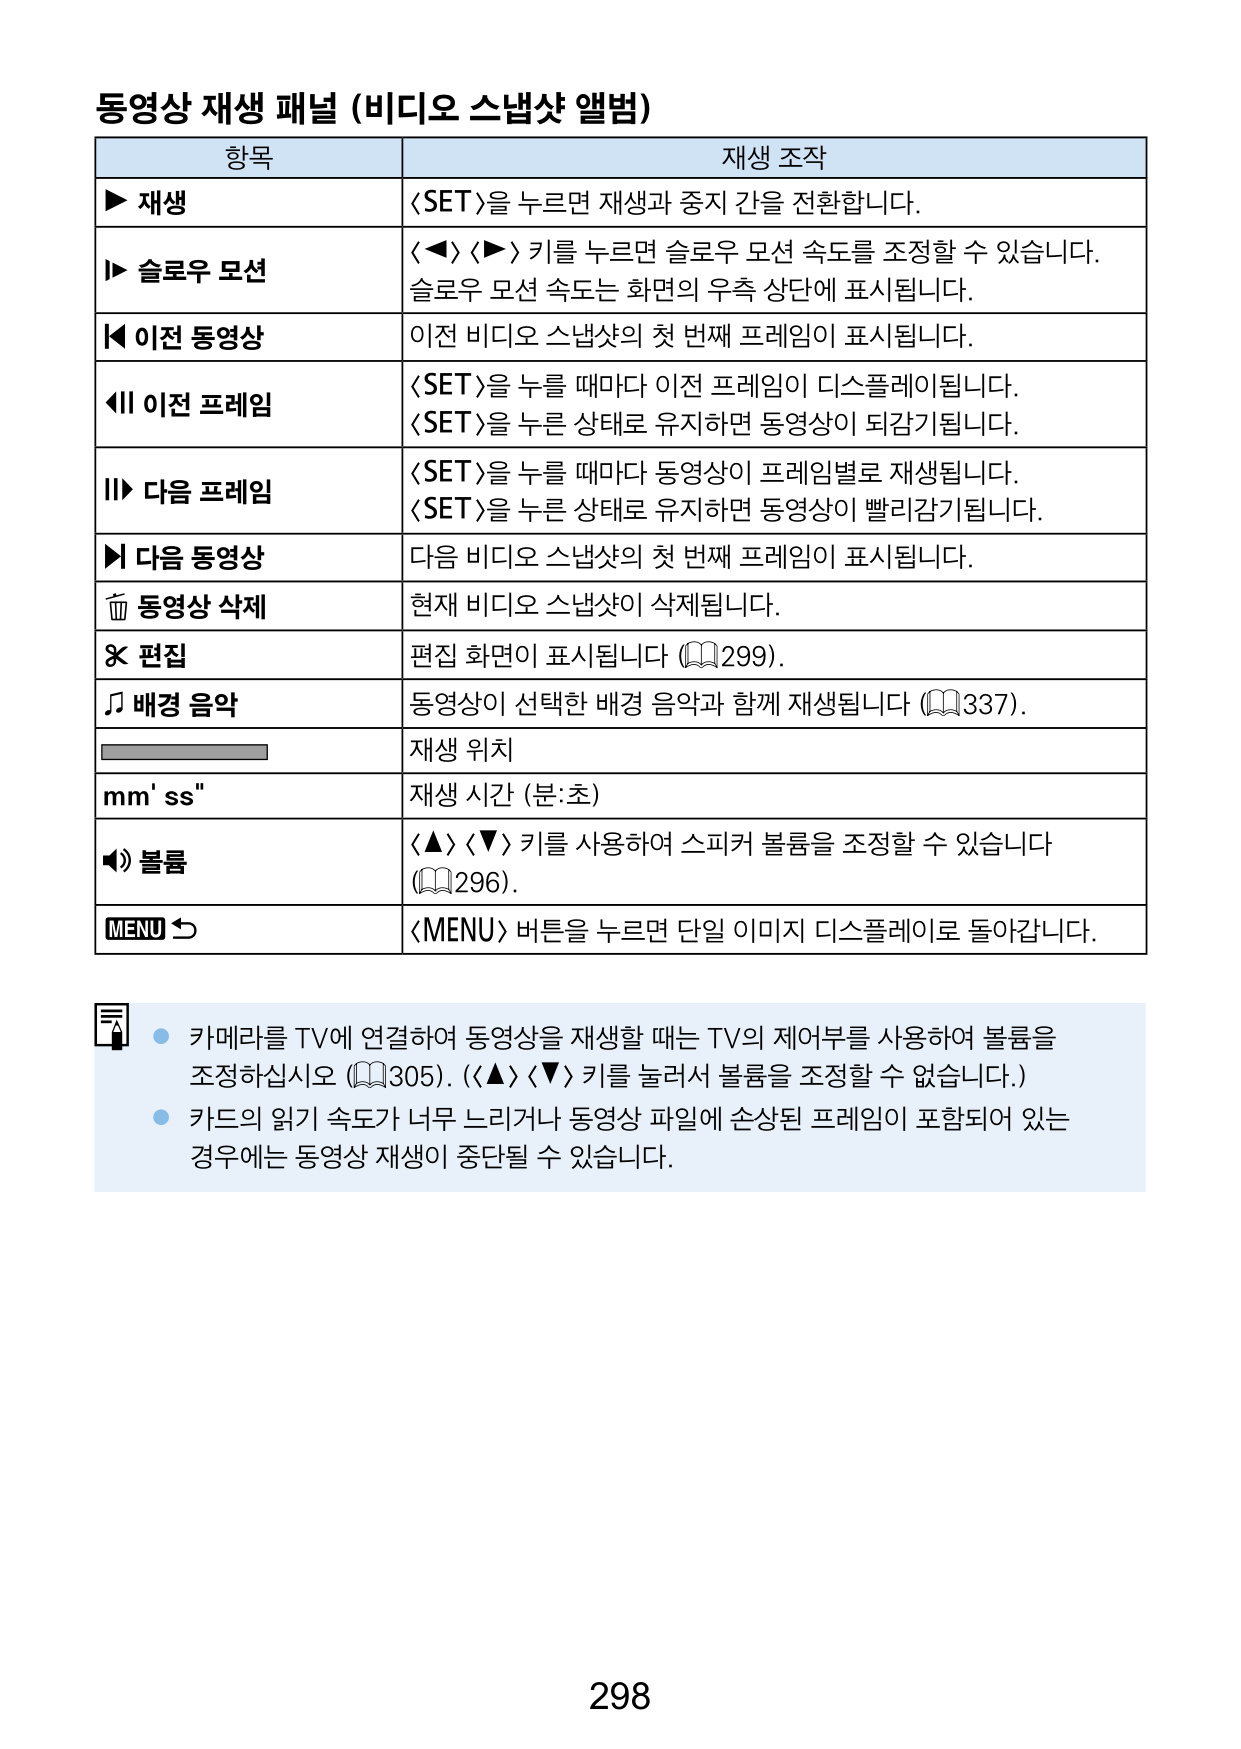 동영상 재생 패널 (비디오 스냅샷 앨범)
항목 재생 조작
▶ 재생 〈SET〉을 누르면 재생과 중지 간을 전환합니다.
슬로우 모션 〈◀〉〈▶〉 키를 누르면 슬로우 모션 속도를 조정할 수 있습니다.
슬로우 모션 속도는 화면의 우측 상단에 표시됩니다.
이전 동영상 이전 비디오 스냅샷의 첫 번째 프레임이 표시됩니다.
이전 프레임 〈SET〉을 누를 때마다 이전 프레임이 디스플레이됩니다.
〈SET〉을 누른 상태로 유지하면 동영상이 되감기됩니다.
다음 프레임 〈SET〉을 누를 때마다 동영상이 프레임별로 재생됩니다.
〈SET〉을 누른 상태로 유지하면 동영상이 빨리감기됩니다.
다음 동영상 다음 비디오 스냅샷의 첫 번째 프레임이 표시됩니다.
동영상 삭제 현재 비디오 스냅샷이 삭제됩니다.
편집 편집 화면이 표시됩니다 (299).
배경 음악 동영상이 선택한 배경 음악과 함께 재생됩니다 (337).
재생 위치
mm' ss" 재생 시간 (분:초)
볼륨 〈▲〉〈▼〉 키를 사용하여 스피커 볼륨을 조정할 수 있습니다
(296).
MENU 〈MENU〉 버튼을 누르면 단일 이미지 디스플레이로 돌아갑니다.
● 카메라를 TV에 연결하여 동영상을 재생할 때는 TV의 제어부를 사용하여 볼륨을
조정하십시오 (305). (〈▲〉〈▼〉 키를 눌러서 볼륨을 조정할 수 없습니다.)
● 카드의 읽기 속도가 너무 느리거나 동영상 파일에 손상된 프레임이 포함되어 있는
경우에는 동영상 재생이 중단될 수 있습니다.
298